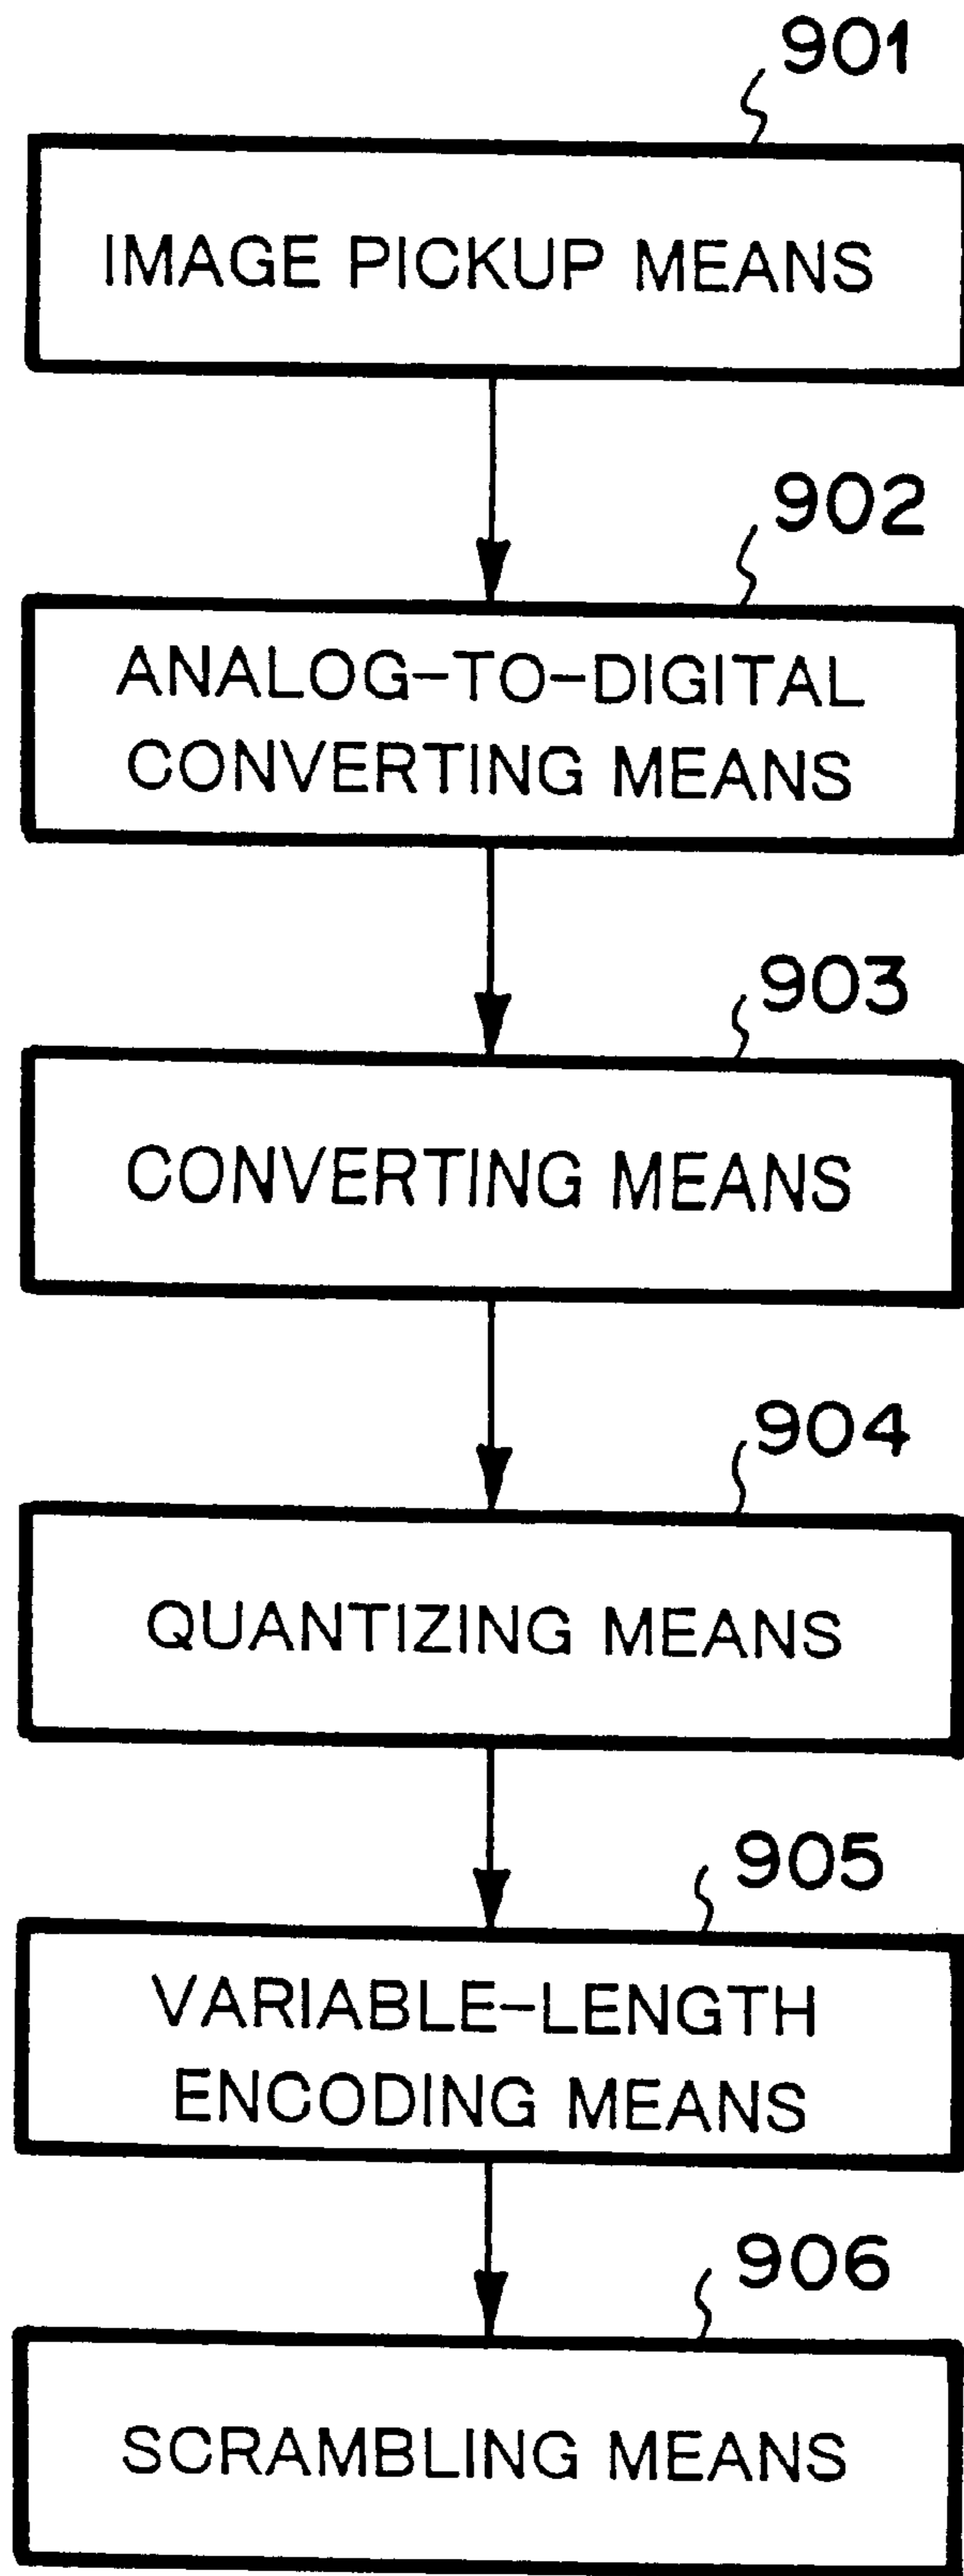 901
IMAGE PICKUP MEANS
902
ANALOG-TO-DIGITAL
CONVERTING MEANS
903
CONVERTING MEANS
904
QUANTIZING MEANS
905
VARIABLE-LENGTH
ENCODING MEANS
906
SCRAMBLING MEANS